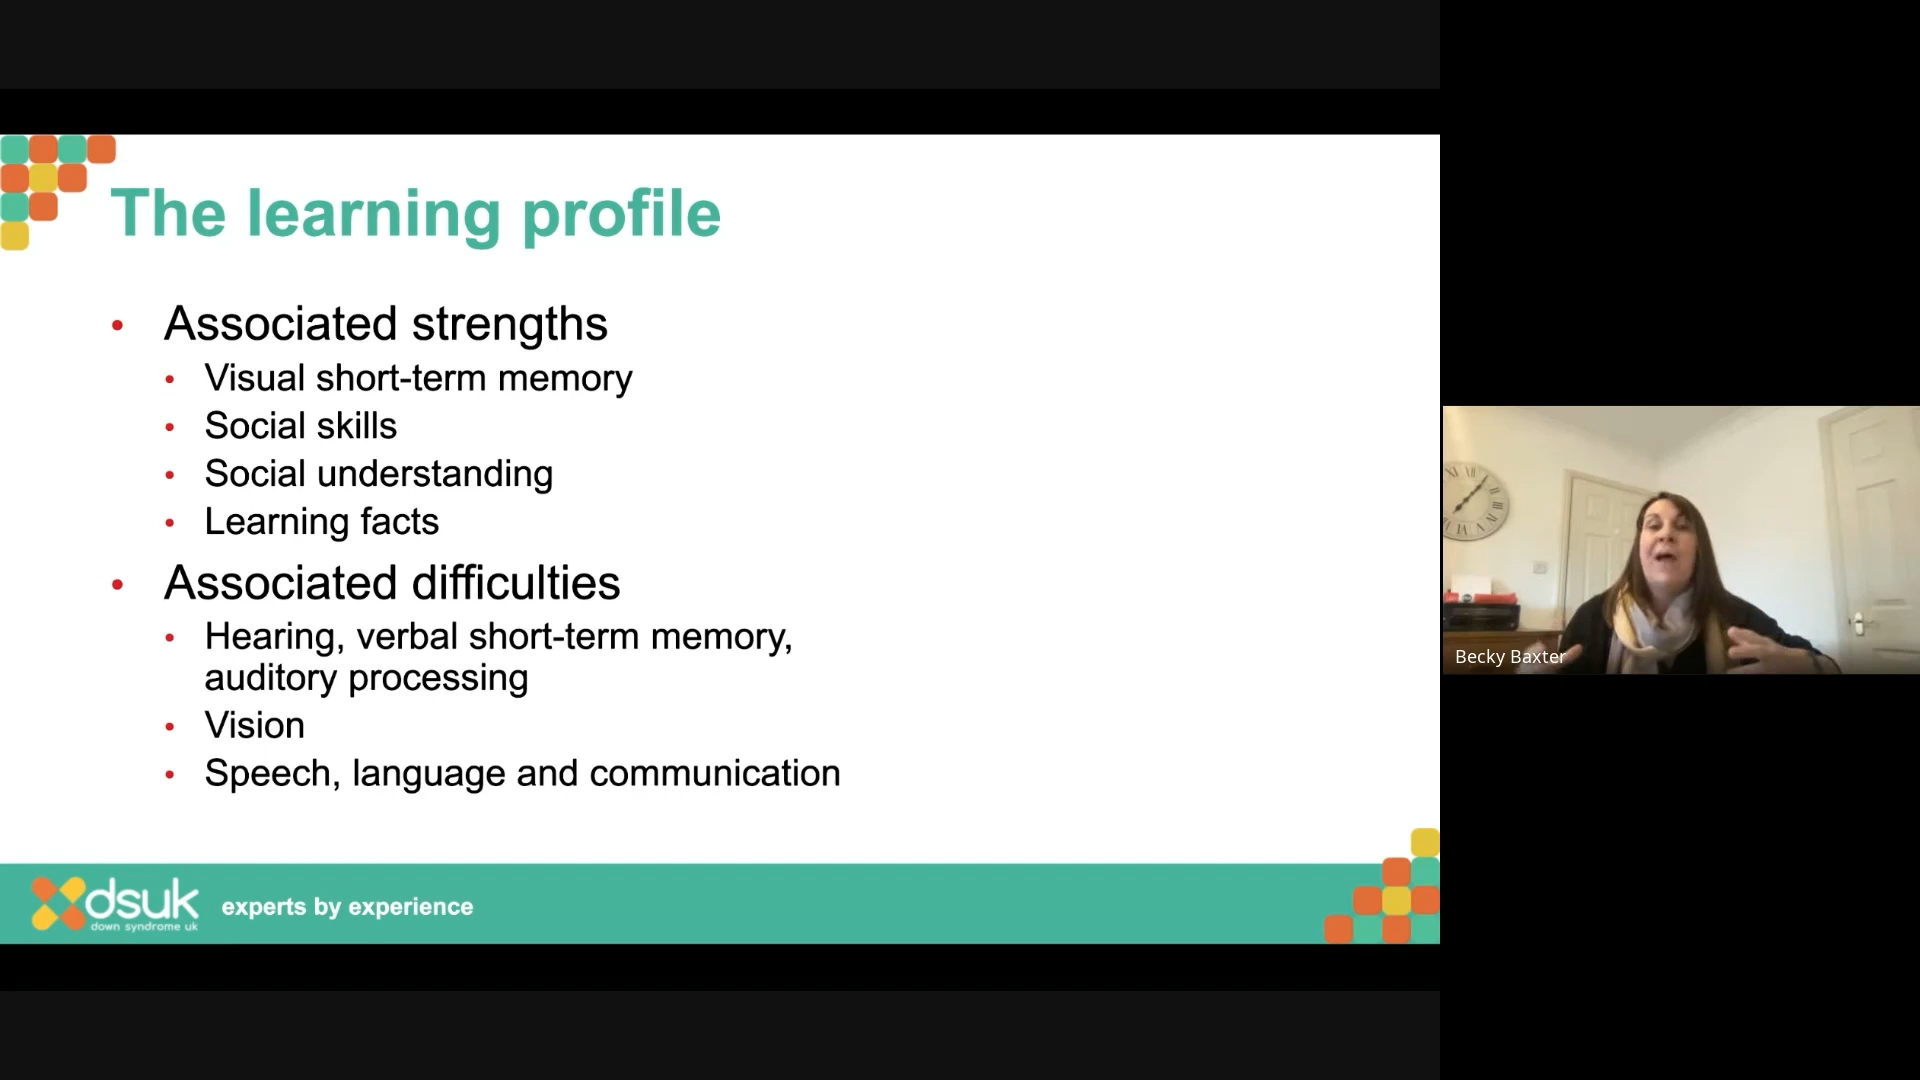 The learning profile
• Associated strengths
• Visual short-term memory
• Social skills
• Social understanding
• Learning facts
• Associated difficulties
• Hearing, verbal short-term memory,
auditory processing
• Vision
• Speech, language and communication
dsuk
down syndrome uk
experts by experience
Becky Baxter